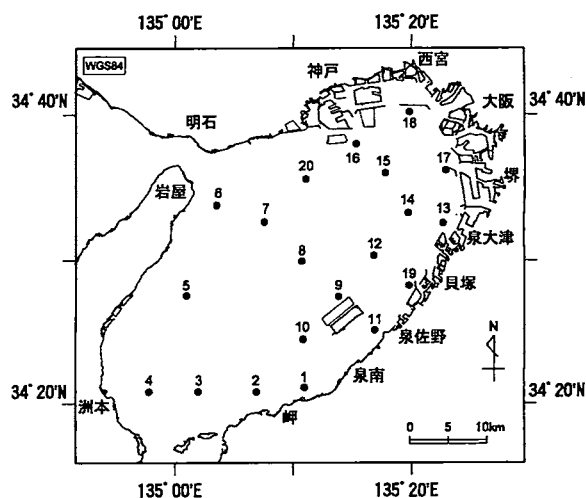 135°00'E 135°20'E
WGS84
西宮
神戸
34°40'N 34°40'N
大阪
明石
18
16
15
17
堺
岩屋
20
6
14
13
7
泉大津
12
8
5
9
19
貝塚
11
10
泉佐野
N
泉南
4
3
2
1
34°20'N 34°20'N
洲本
岬
0 5 10km
135°00'E 135°20'E